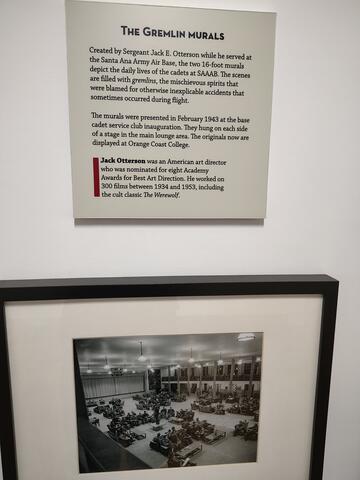 THE GREMLIN MURALS
Created by Sergeant Jack E. Otterson while he served at
the Santa Ana Army Air Base, the two 16-foot murals
depict the daily lives of the cadets at SAAAB. The scenes
are filled with gremlins, the mischievous spirits that
were blamed for otherwise inexplicable accidents that
sometimes occurred during flight.
The murals were presented in February 1943 at the base
cadet service club inauguration. They hung on each side
of a stage in the main lounge area. The originals now are
displayed at Orange Coast College.
Jack Otterson was an American art director
who was nominated for eight Academy
Awards for Best Art Direction. He worked on
300 films between 1934 and 1953, including
the cult classic The Werewolf.